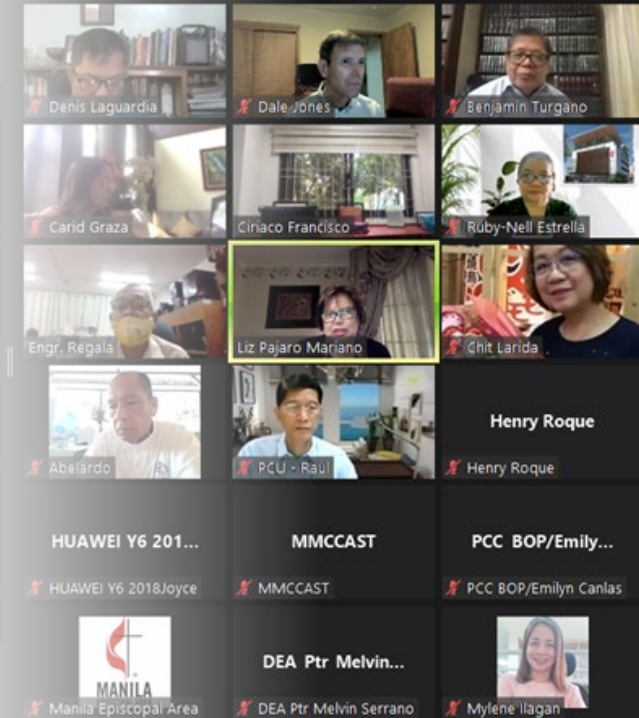 Denis Laguardia
Dale Jones
Benjamin Turgano
Carid Graza
Ciriaco Francisco
Ruby-Nell Estrella
Engr. Regala
Liz Pajaro Mariano
Chit Larida
Abelardo
PCU - Raul
Henry Roque
Henry Roque
HUAWEI Y6 201...
MMCCAST
PCC BOP/Emily...
HUAWEI Y6 2018Joyce
MMCCAST
PCC BOP/Emilyn Canlas
MANILA
DEA Ptr Melvin...
Manila Episcopal Area
DEA Ptr Melvin Serrano
Mylene Ilagan